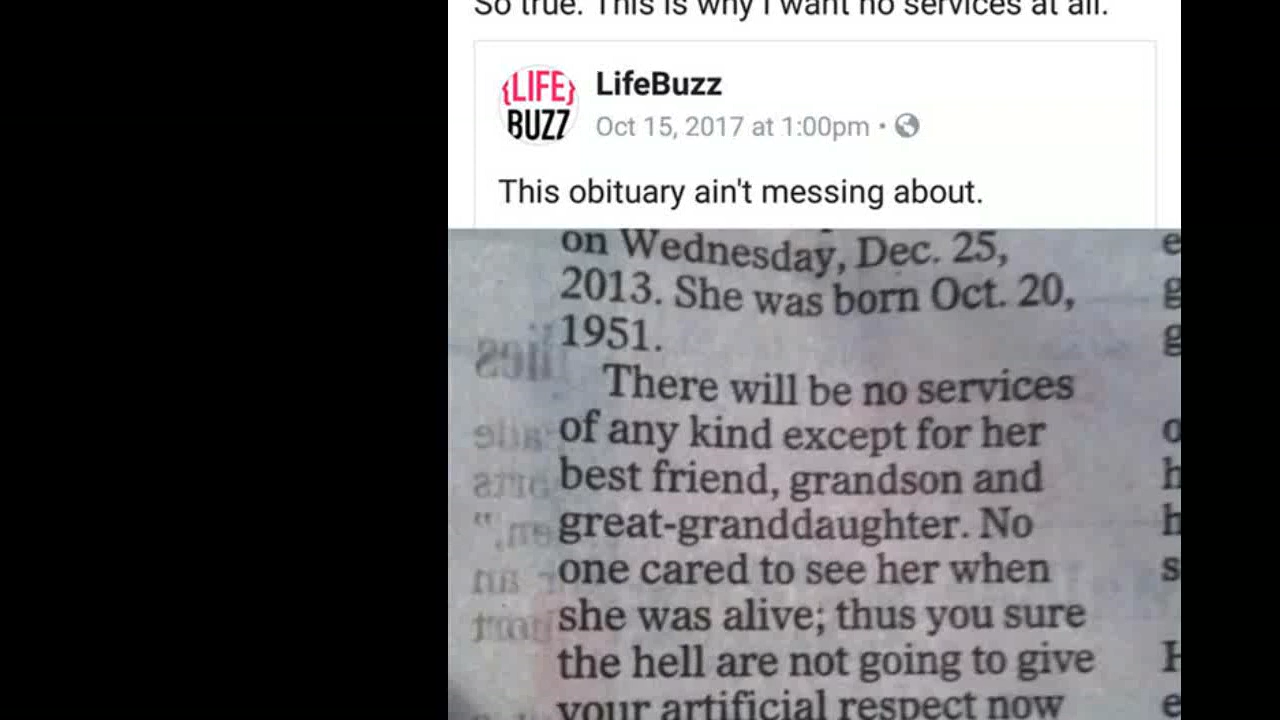 So true. This is why I want no services at all.
{LIFE}
BUZZ
LifeBuzz
Oct 15, 2017 at 1:00pm ·
This obituary ain't messing about.
on Wednesday, Dec. 25,
2013. She was born Oct. 20,
1951.
There will be no services
of any kind except for her
best friend, grandson and
great-granddaughter. No
one cared to see her when
she was alive; thus you sure
the hell are not going to give
your artificial respect now